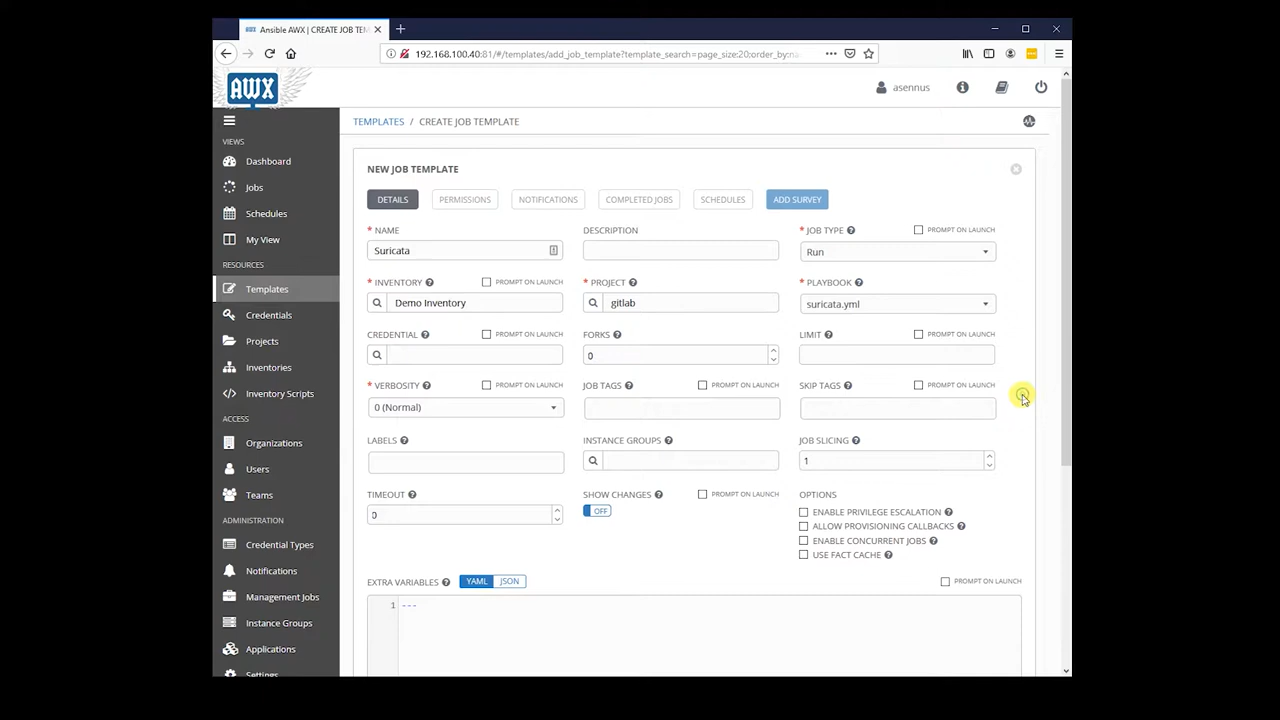 Ansible AWX | CREATE JOB TEM
192.168.100.40:81/#/templates/add_job_template?template_search=page_size:20;order_by:na
AWX
asennus
TEMPLATES / CREATE JOB TEMPLATE
VIEWS
Dashboard
Jobs
Schedules
My View
RESOURCES
Templates
Credentials
Projects
Inventories
Inventory Scripts
ACCESS
Organizations
Users
Teams
ADMINISTRATION
Credential Types
Notifications
Management Jobs
Instance Groups
Applications
Settings
NEW JOB TEMPLATE
DETAILS PERMISSIONS NOTIFICATIONS COMPLETED JOBS SCHEDULES ADD SURVEY
* NAME DESCRIPTION * JOB TYPE ? PROMPT ON LAUNCH
Suricata Run
* INVENTORY ? PROMPT ON LAUNCH * PROJECT ? * PLAYBOOK ?
Demo Inventory gitlab suricata.yml
CREDENTIAL ? PROMPT ON LAUNCH FORKS ? LIMIT ? PROMPT ON LAUNCH
0
* VERBOSITY ? PROMPT ON LAUNCH JOB TAGS ? PROMPT ON LAUNCH SKIP TAGS ? PROMPT ON LAUNCH
0 (Normal)
LABELS ? INSTANCE GROUPS ? JOB SLICING ?
1
TIMEOUT ? SHOW CHANGES ? PROMPT ON LAUNCH OPTIONS
0 OFF ENABLE PRIVILEGE ESCALATION ?
ALLOW PROVISIONING CALLBACKS ?
ENABLE CONCURRENT JOBS ?
USE FACT CACHE ?
EXTRA VARIABLES ? YAML JSON PROMPT ON LAUNCH
1 ---